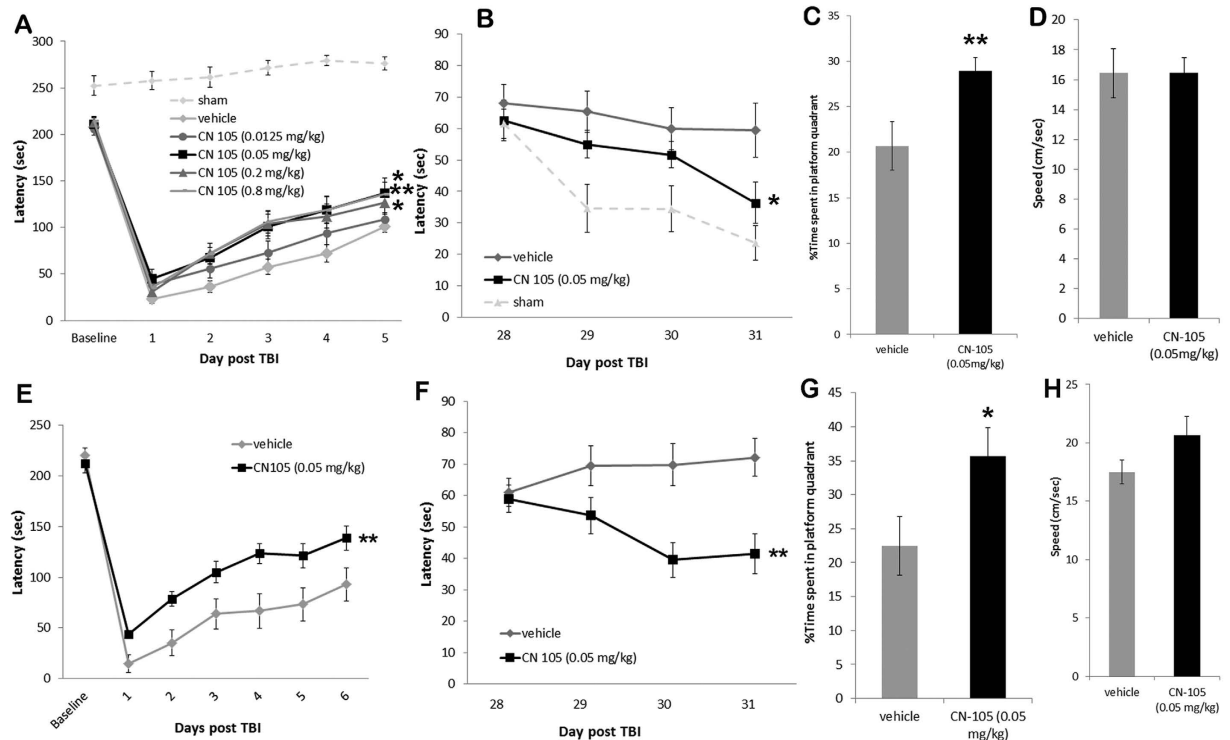 A
Latency (sec)
300
250
200
150
100
50
0
sham
vehicle
CN 105 (0.0125 mg/kg)
CN 105 (0.05 mg/kg)
CN 105 (0.2 mg/kg)
CN 105 (0.8 mg/kg)
*
**
*
Baseline 1 2 3 4 5
Day post TBI
B
Latency (sec)
90
80
70
60
50
40
30
20
10
0
*
vehicle
CN 105 (0.05 mg/kg)
sham
28 29 30 31
Day post TBI
C
%Time spent in platform quadrant
35
30
25
20
15
10
5
0
**
vehicle CN-105
(0.05mg/kg)
D
Speed (cm/sec)
20
18
16
14
12
10
8
6
4
2
0
vehicle CN-105
(0.05mg/kg)
E
Latency (sec)
250
200
150
100
50
0
vehicle
CN105 (0.05 mg/kg)
**
Baseline 1 2 3 4 5 6
Days post TBI
F
Latency (sec)
90
80
70
60
50
40
30
20
10
0
**
vehicle
CN 105 (0.05 mg/kg)
28 29 30 31
Day post TBI
G
%Time spent in platform quadrant
45
40
35
30
25
20
15
10
5
0
*
vehicle CN-105 (0.05
mg/kg)
H
Speed (cm/sec)
25
20
15
10
5
0
vehicle CN-105
(0.05 mg/kg)